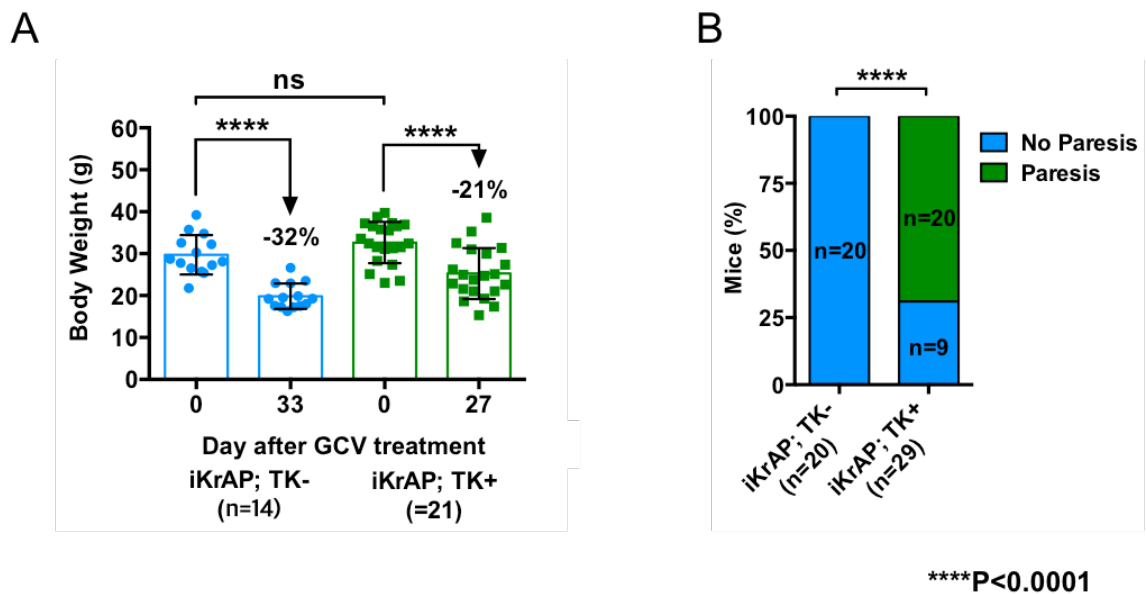 A
ns
****
****
-32%
-21%
Body Weight (g)
60
50
40
30
20
10
0
0
33
0
27
Day after GCV treatment
iKrAP; TK-
(n=14)
iKrAP; TK+
(=21)
B
****
Mice (%)
100
75
50
25
0
n=20
n=20
n=9
No Paresis
Paresis
iKrAP; TK-
(n=20)
iKrAP; TK+
(n=29)
****P<0.0001